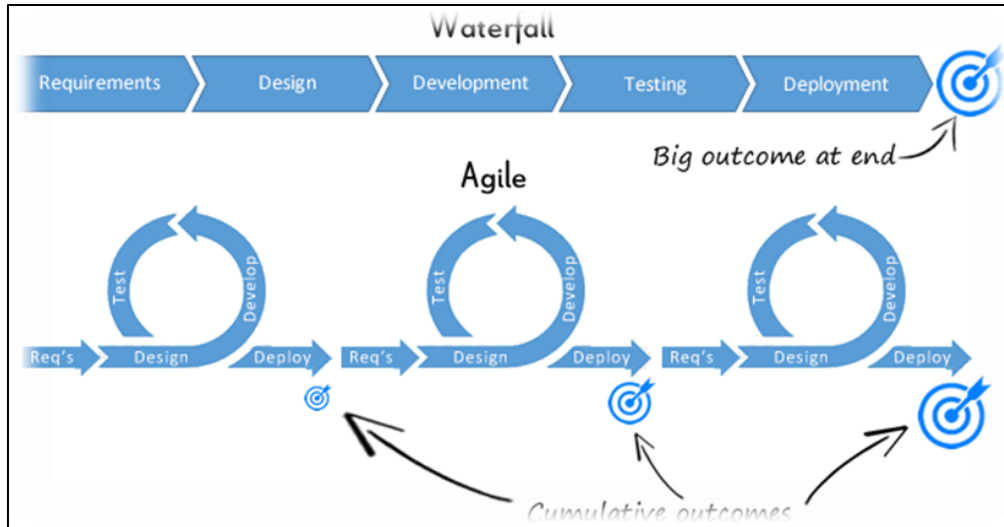 Waterfall
Requirements Design Development Testing Deployment
Big outcome at end
Agile
Test Develop Test Develop Test Develop
Req's Design Deploy Req's Design Deploy Req's Design Deploy
Cumulative outcomes